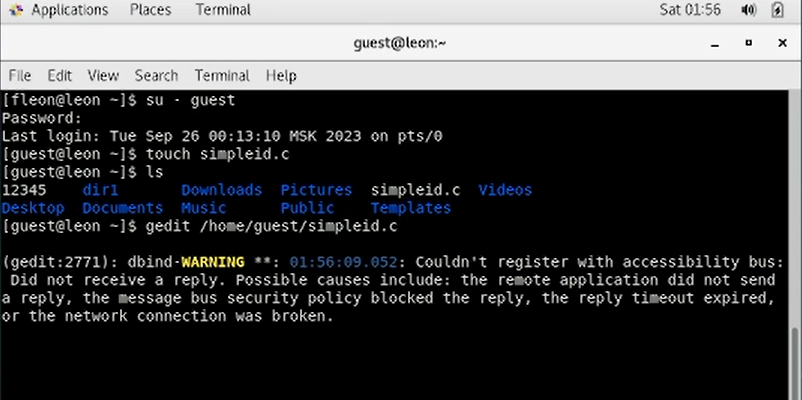 Applications Places Terminal Sat 01:56
guest@leon:~
File Edit View Search Terminal Help
[fleon@leon ~]$ su - guest
Password:
Last login: Tue Sep 26 00:13:10 MSK 2023 on pts/0
[guest@leon ~]$ touch simpleid.c
[guest@leon ~]$ ls
12345 dir1 Downloads Pictures simpleid.c Videos
Desktop Documents Music Public Templates
[guest@leon ~]$ gedit /home/guest/simpleid.c
(gedit:2771): dbind-WARNING **: 01:56:09.052: Couldn't register with accessibility bus:
Did not receive a reply. Possible causes include: the remote application did not send
a reply, the message bus security policy blocked the reply, the reply timeout expired,
or the network connection was broken.